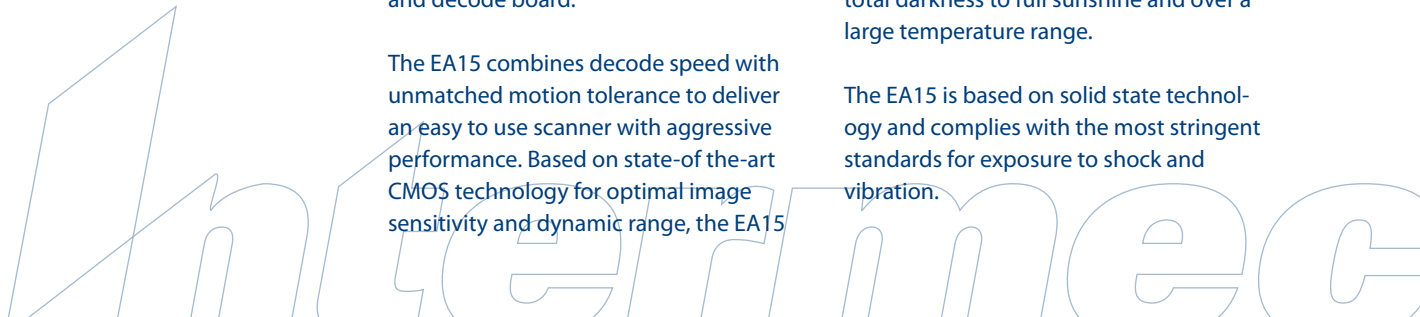 and decode board.
The EA15 combines decode speed with
unmatched motion tolerance to deliver
an easy to use scanner with aggressive
performance. Based on state-of the-art
CMOS technology for optimal image
sensitivity and dynamic range, the EA15
total darkness to full sunshine and over a
large temperature range.
The EA15 is based on solid state technol-
ogy and complies with the most stringent
standards for exposure to shock and
vibration.
Intermec